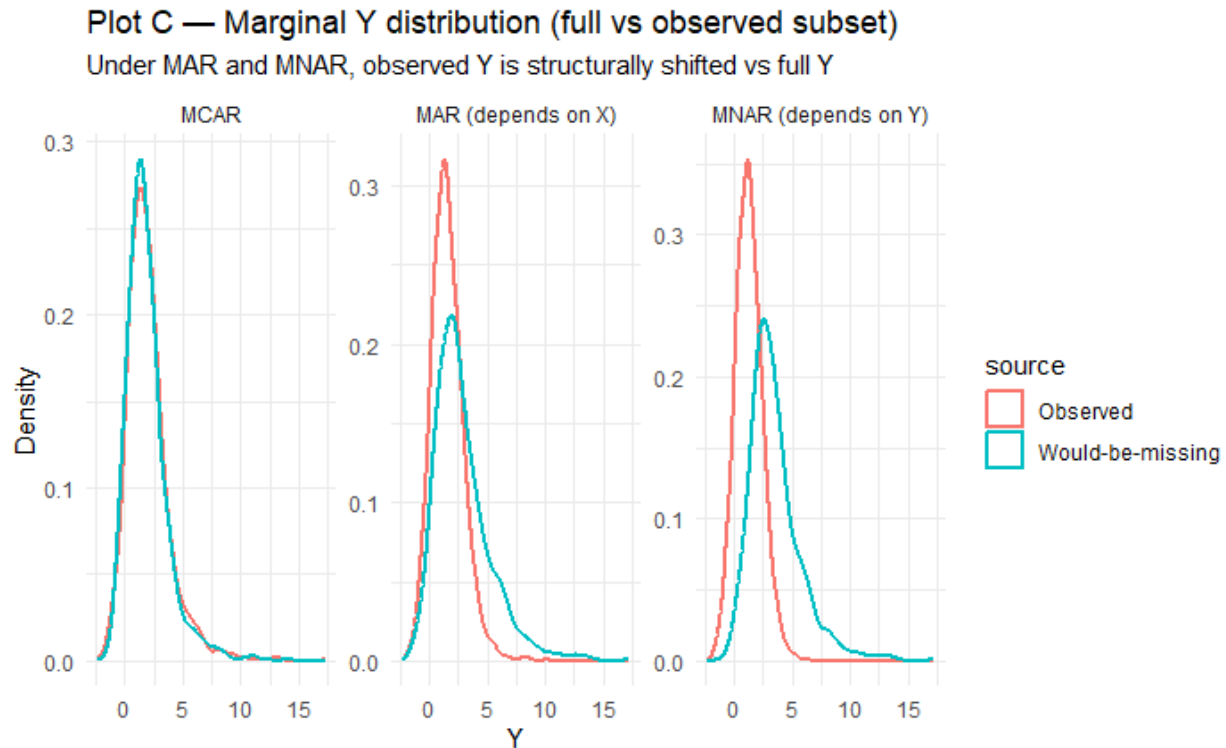 Plot C — Marginal Y distribution (full vs observed subset)
Under MAR and MNAR, observed Y is structurally shifted vs full Y
MCAR
MAR (depends on X)
MNAR (depends on Y)
Density
0.3
0.2
0.1
0.0
0.3
0.2
0.1
0.0
0.3
0.2
0.1
0.0
0 5 10 15
0 5 10 15
0 5 10 15
Y
source
Observed
Would-be-missing